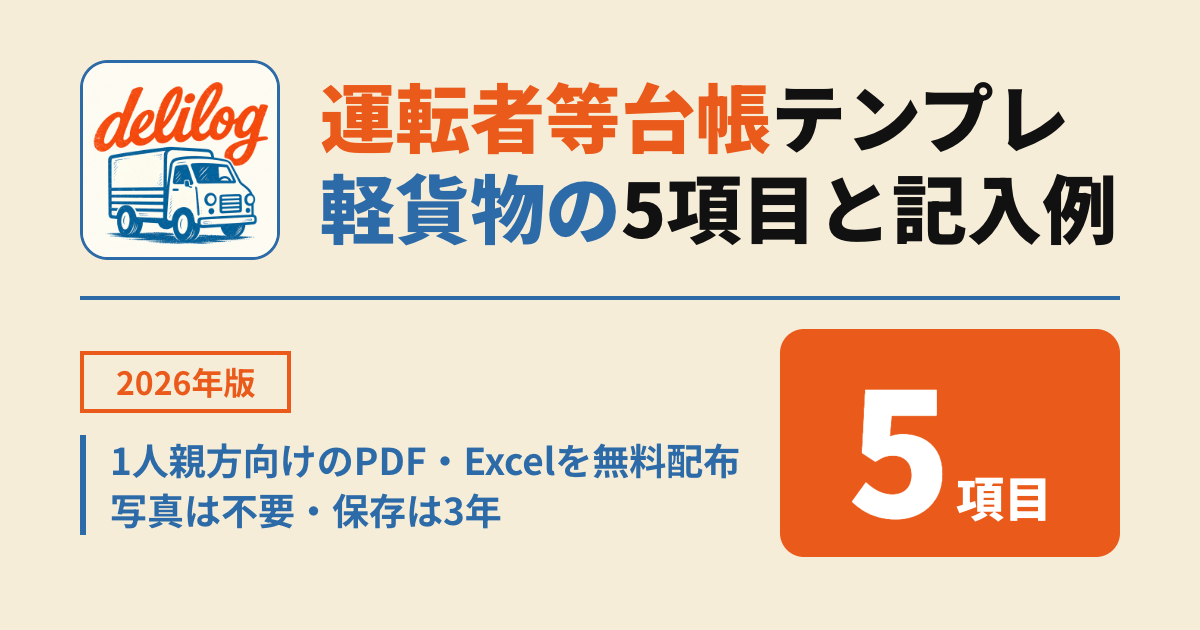 delilog
運転者等台帳テンプレ
軽貨物の5項目と記入例
2026年版
1人親方向けのPDF・Excelを無料配布
写真は不要・保存は3年
5項目